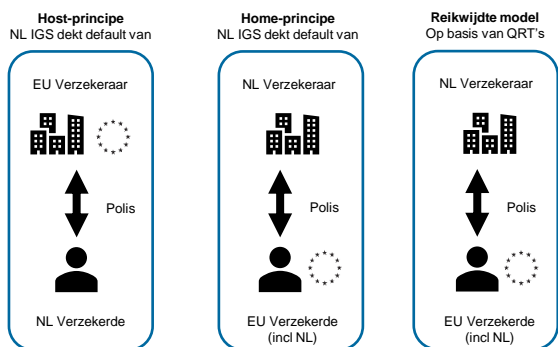 Host-principe
NL IGS dekt default van
EU Verzekeraar
Polis
NL Verzekerde
Home-principe
NL IGS dekt default van
NL Verzekeraar
Polis
EU Verzekerde
(incl NL)
Reikwijdte model
Op basis van QRT's
NL Verzekeraar
Polis
EU Verzekerde
(incl NL)